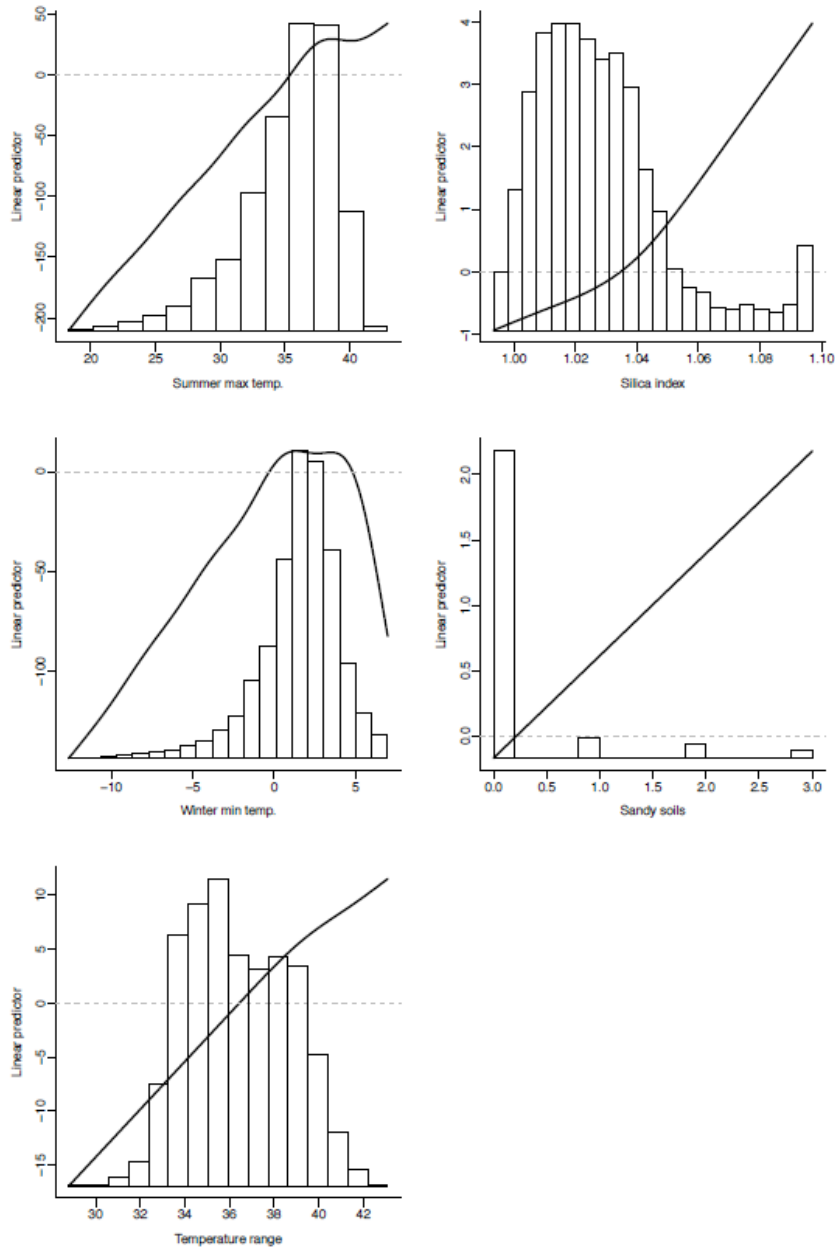 50
0
−50
−100
−150
−200
Linear predictor
20 25 30 35 40
Summer max temp.
4
3
2
1
0
−1
Linear predictor
1.00 1.02 1.04 1.06 1.08 1.10
Silica index
0
−50
−100
Linear predictor
−10 −5 0 5
Winter min temp.
2.0
1.5
1.0
0.5
0.0
Linear predictor
0.0 0.5 1.0 1.5 2.0 2.5 3.0
Sandy soils
10
5
0
−5
−10
−15
Linear predictor
30 32 34 36 38 40 42
Temperature range